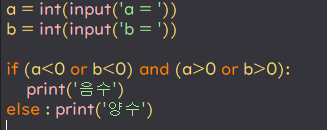 a = int(input('a = '))
b = int(input('b = '))
if (a<0 or b<0) and (a>0 or b>0):
print('음수')
else : print('양수')